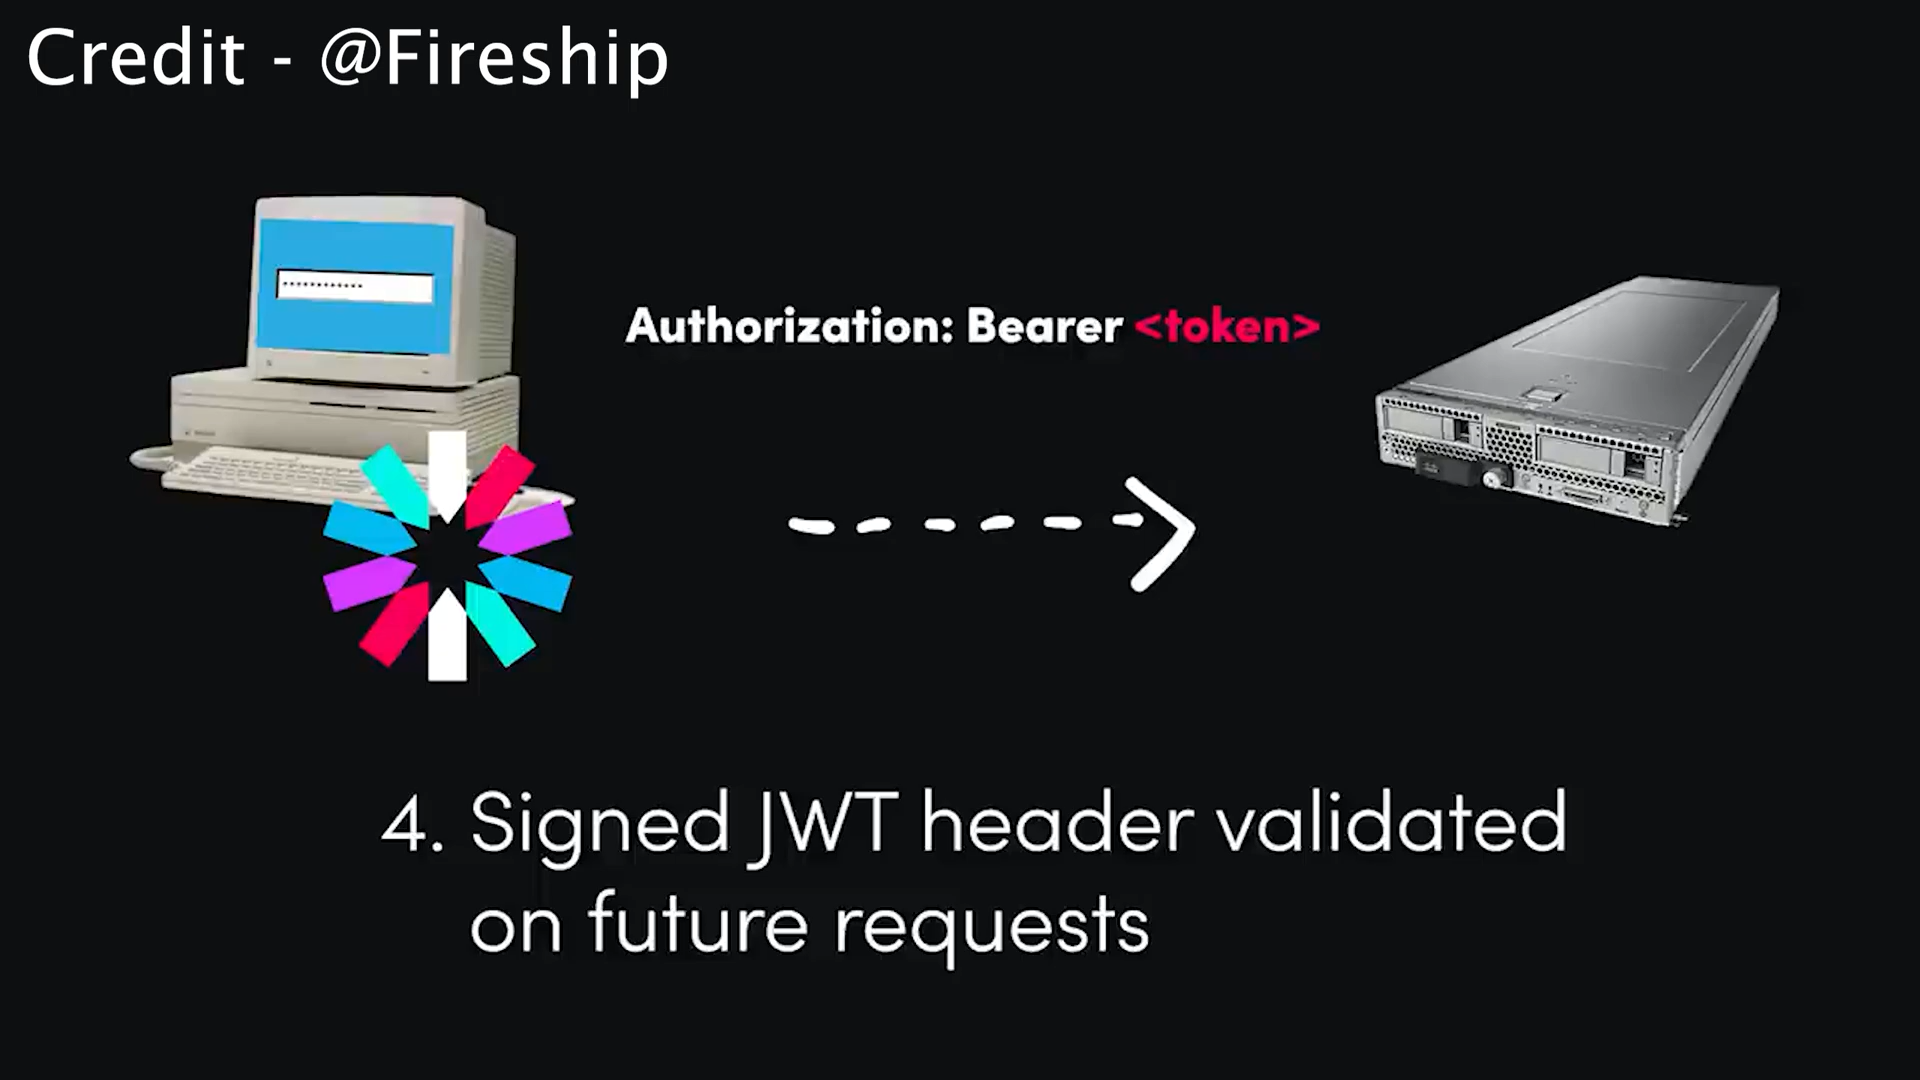 Credit - @Fireship
Authorization: Bearer <token>
4. Signed JWT header validated
on future requests